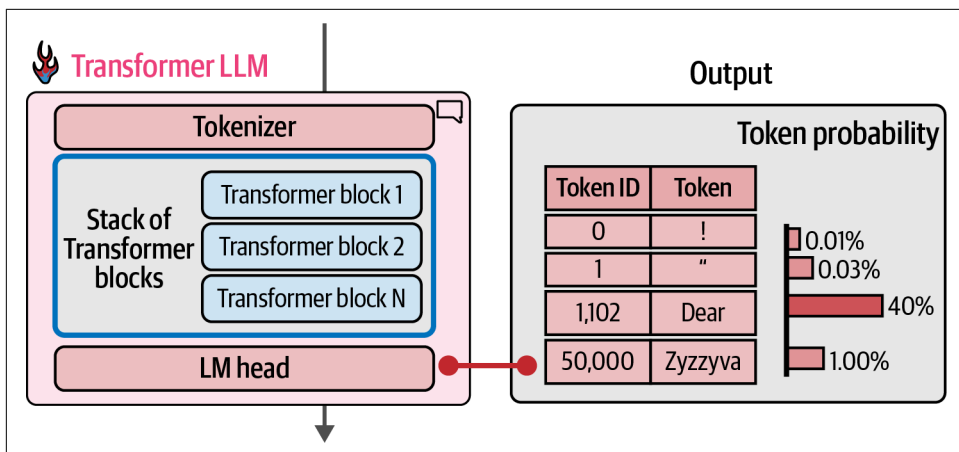 Transformer LLM
Tokenizer
Stack of
Transformer
blocks
Transformer block 1
Transformer block 2
Transformer block N
LM head
Output
Token probability
Token ID Token
0 !
1 “
1,102 Dear
50,000 Zyzzyva
0.01%
0.03%
40%
1.00%